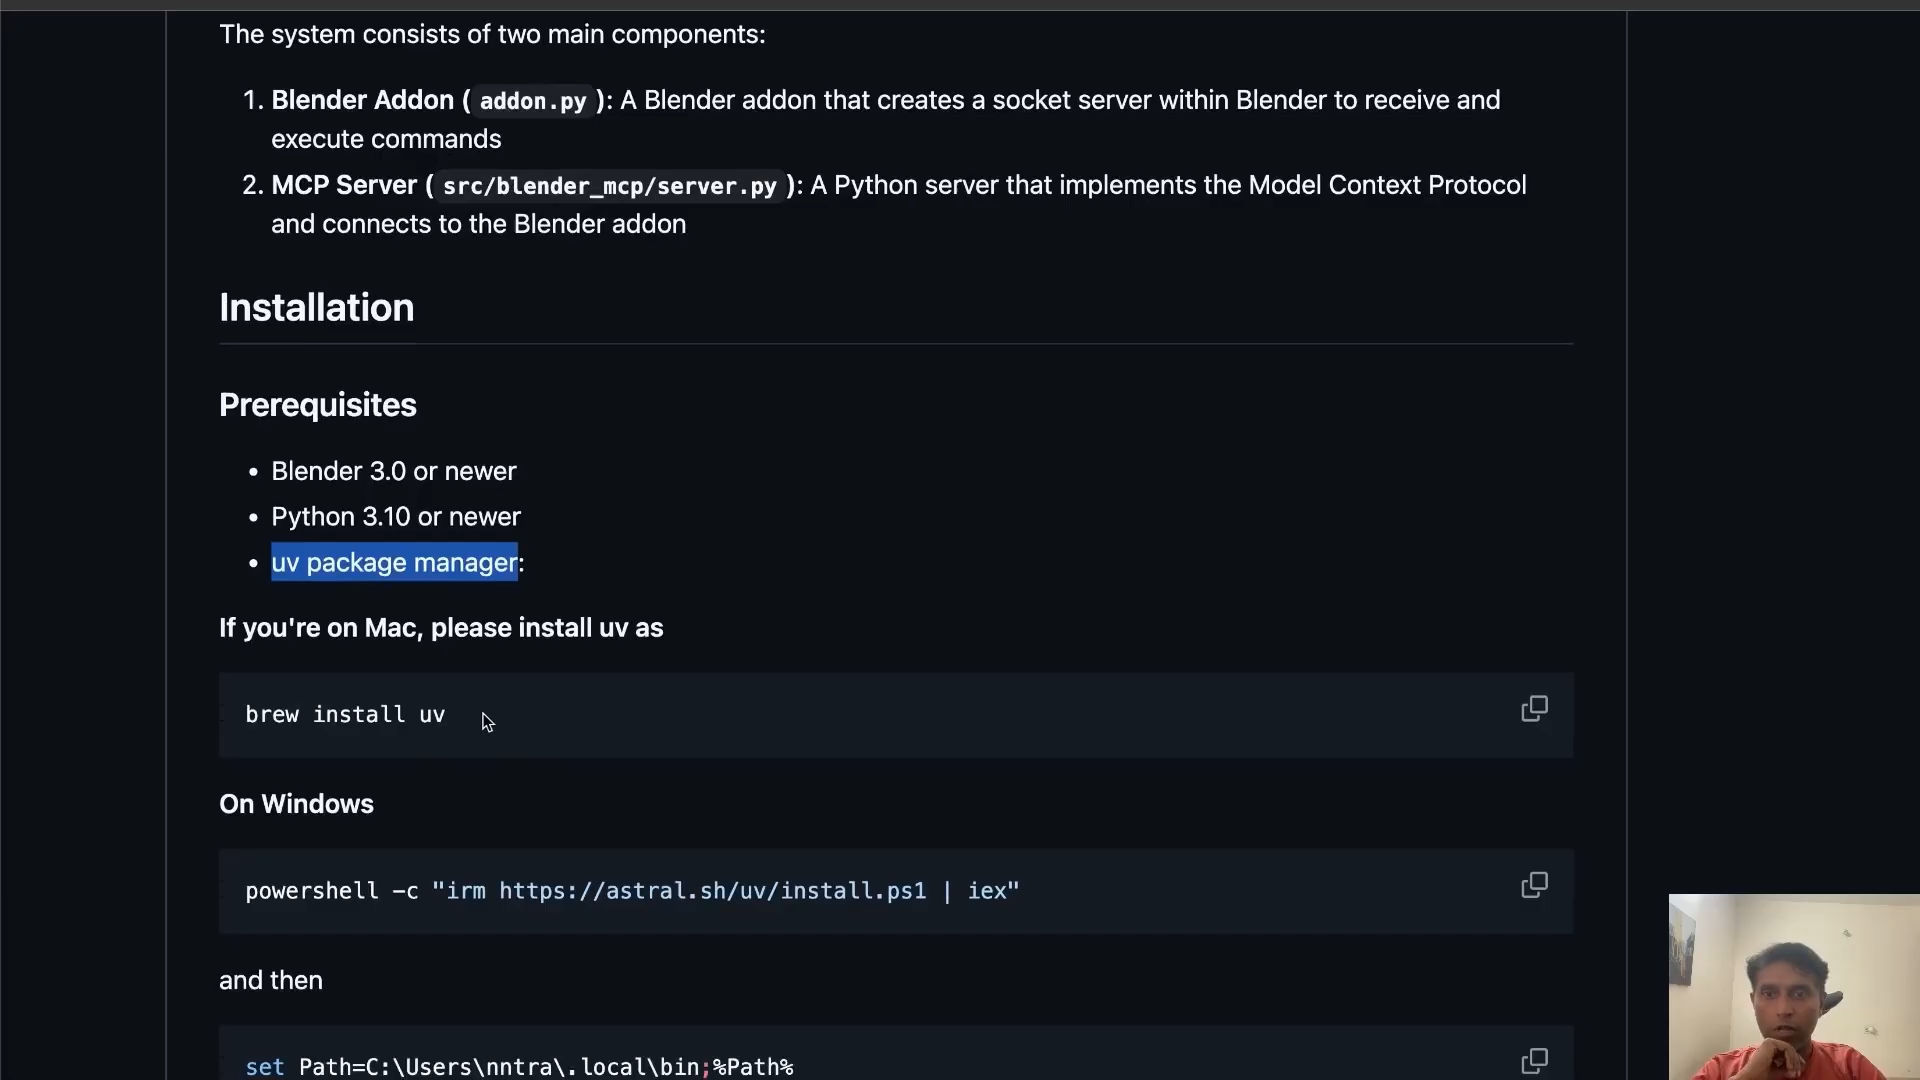 The system consists of two main components:
1. Blender Addon ( addon.py ): A Blender addon that creates a socket server within Blender to receive and
execute commands
2. MCP Server ( src/blender_mcp/server.py ): A Python server that implements the Model Context Protocol
and connects to the Blender addon
Installation
Prerequisites
• Blender 3.0 or newer
• Python 3.10 or newer
• uv package manager:
If you're on Mac, please install uv as
brew install uv
On Windows
powershell -c "irm https://astral.sh/uv/install.ps1 | iex"
and then
set Path=C:\Users\nntra\.local\bin;%Path%